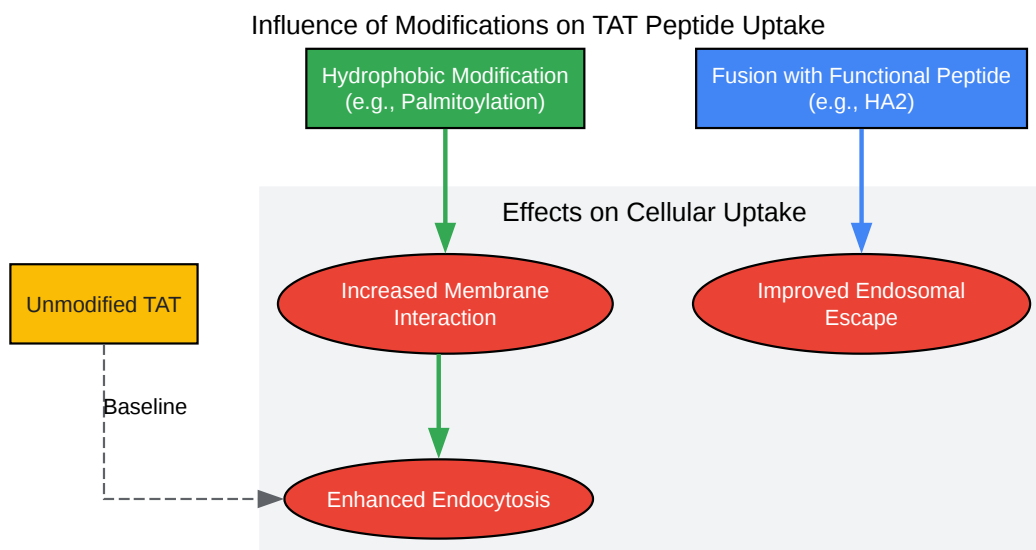 Influence of Modifications on TAT Peptide Uptake
Hydrophobic Modification
(e.g., Palmitoylation)
Fusion with Functional Peptide
(e.g., HA2)
Effects on Cellular Uptake
Unmodified TAT
Increased Membrane
Interaction
Improved Endosomal
Escape
Baseline
Enhanced Endocytosis